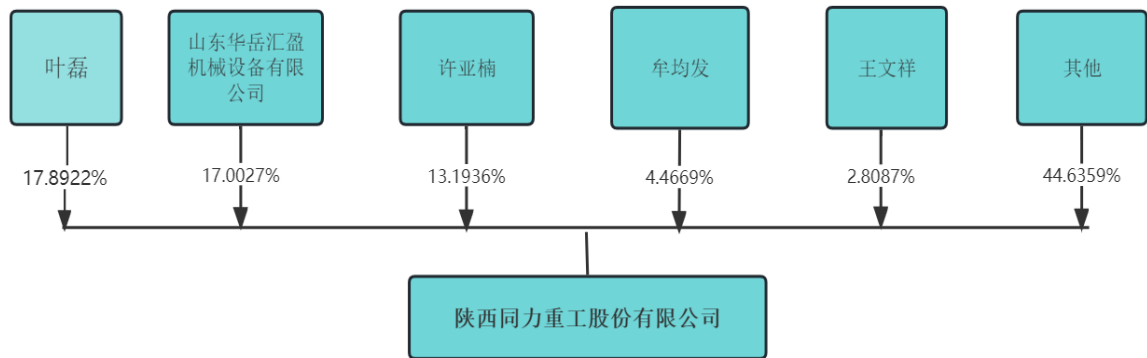 叶磊
山东华岳汇盈
机械设备有限
公司
许亚楠
牟均发
王文祥
其他
17.8922%
17.0027%
13.1936%
4.4669%
2.8087%
44.6359%
陕西同力重工股份有限公司